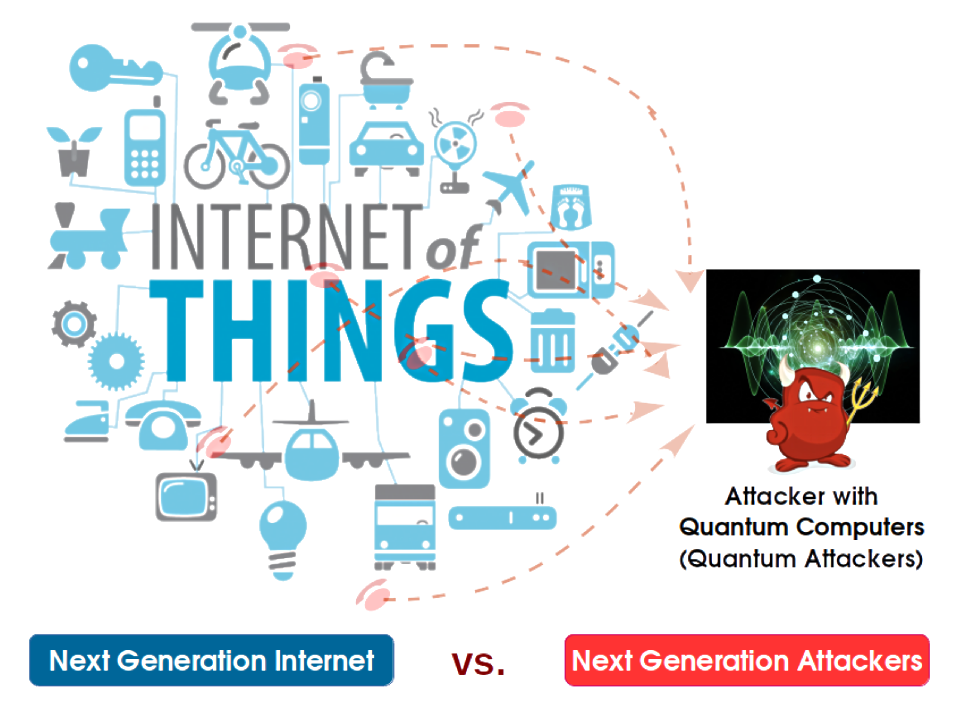 INTERNET of
THINGS
Attacker with
Quantum Computers
(Quantum Attackers)
Next Generation Internet
vs.
Next Generation Attackers